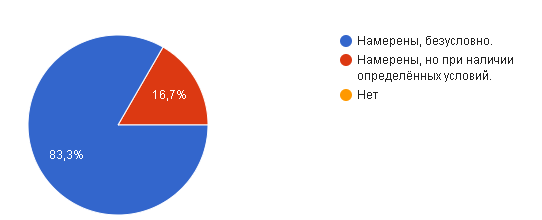 Намерены, безусловно.
Намерены, но при наличии
определённых условий.
Нет
16,7%
83,3%